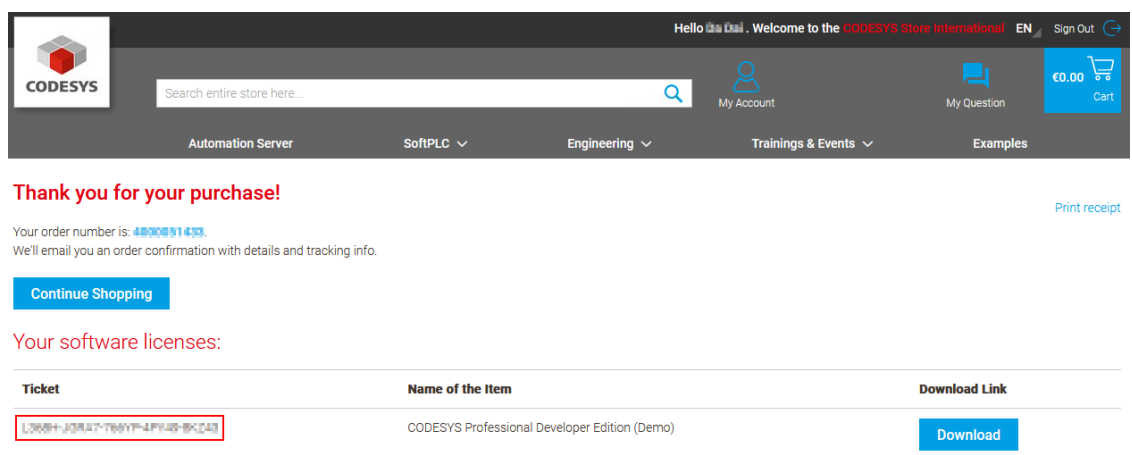 Hello . Welcome to the CODESYS Store International EN Sign Out
CODESYS
Search entire store here...
My Account
My Question
€0.00
Cart
Automation Server SoftPLC Engineering Trainings & Events Examples
Thank you for your purchase!
Print receipt
Your order number is:
We'll email you an order confirmation with details and tracking info.
Continue Shopping
Your software licenses:
Ticket Name of the Item Download Link
CODESYS Professional Developer Edition (Demo) Download